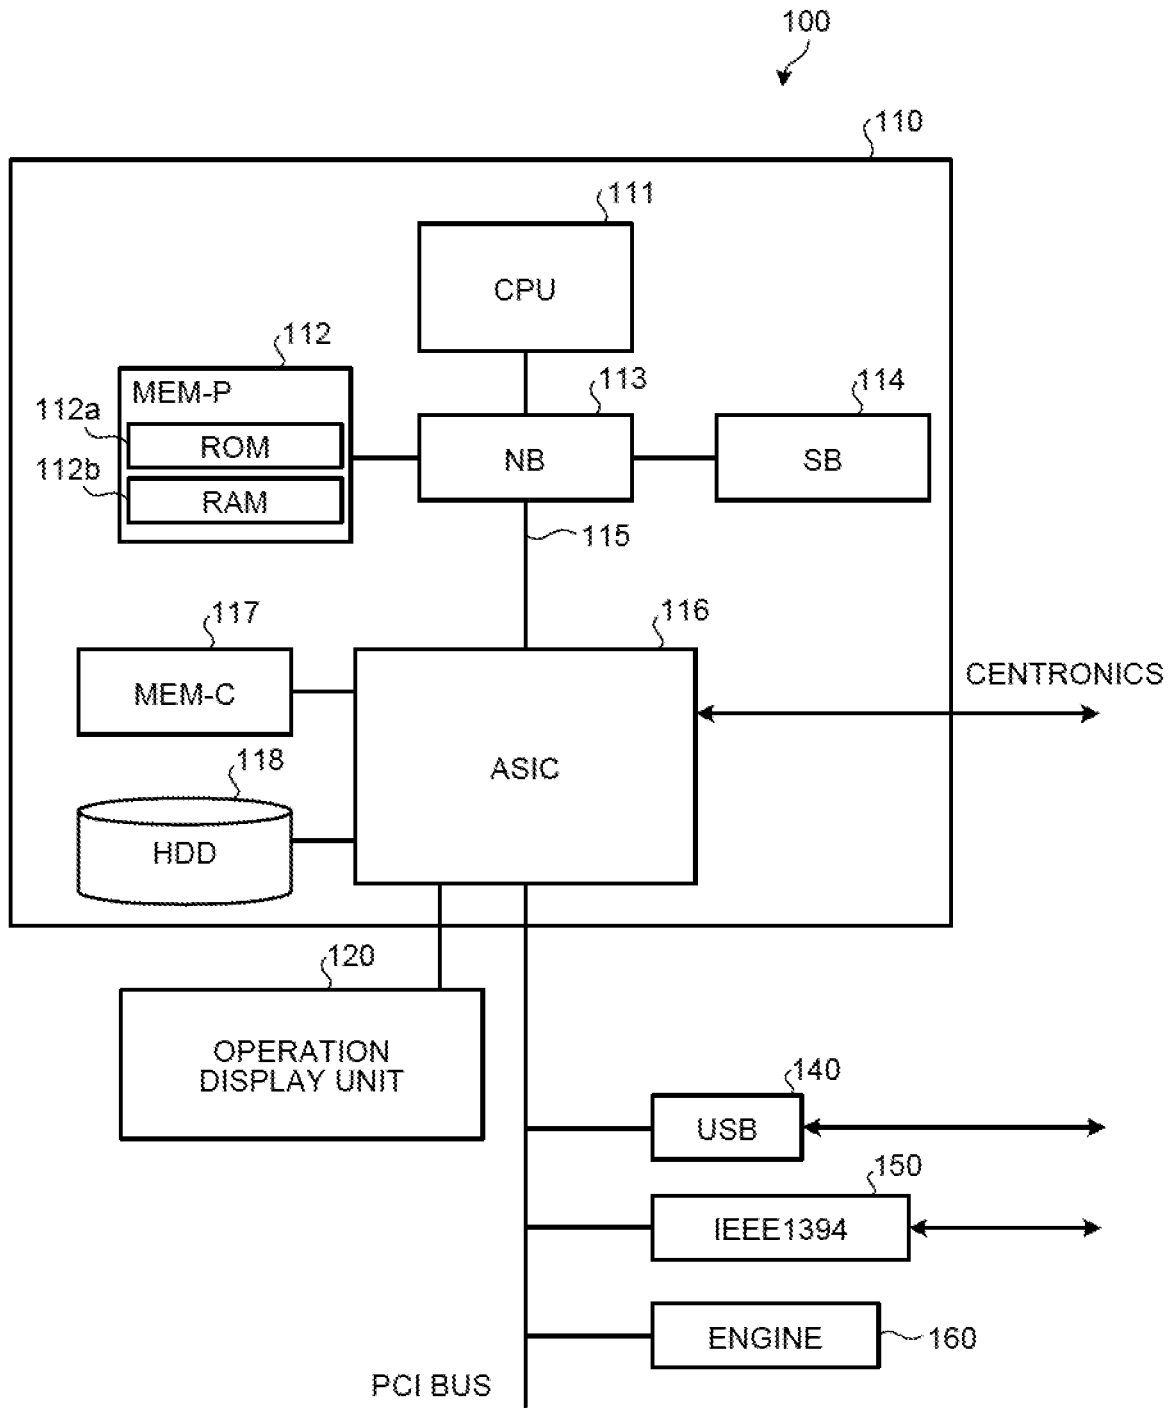 100
110
111
CPU
112
MEM-P
113
114
112a
ROM
NB
SB
112b
RAM
115
117
116
MEM-C
CENTRONICS
118
ASIC
HDD
120
OPERATION
DISPLAY UNIT
140
USB
150
IEEE1394
ENGINE
160
PCI BUS